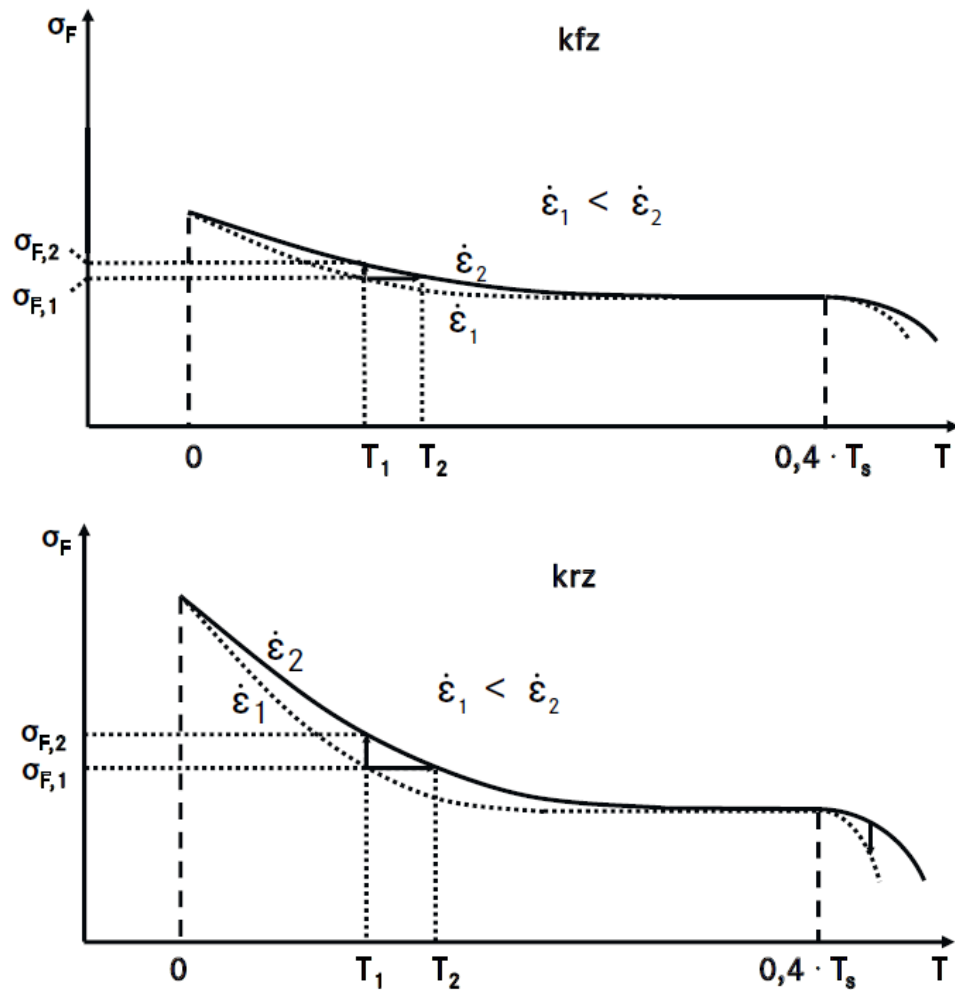 σF kfz
ε̇1 < ε̇2
σF,2
ε̇2
σF,1
ε̇1
0 T1 T2 0,4 · Ts T
σF
krz
ε̇2
ε̇1 < ε̇2
ε̇1
σF,2
σF,1
0 T1 T2 0,4 · Ts T